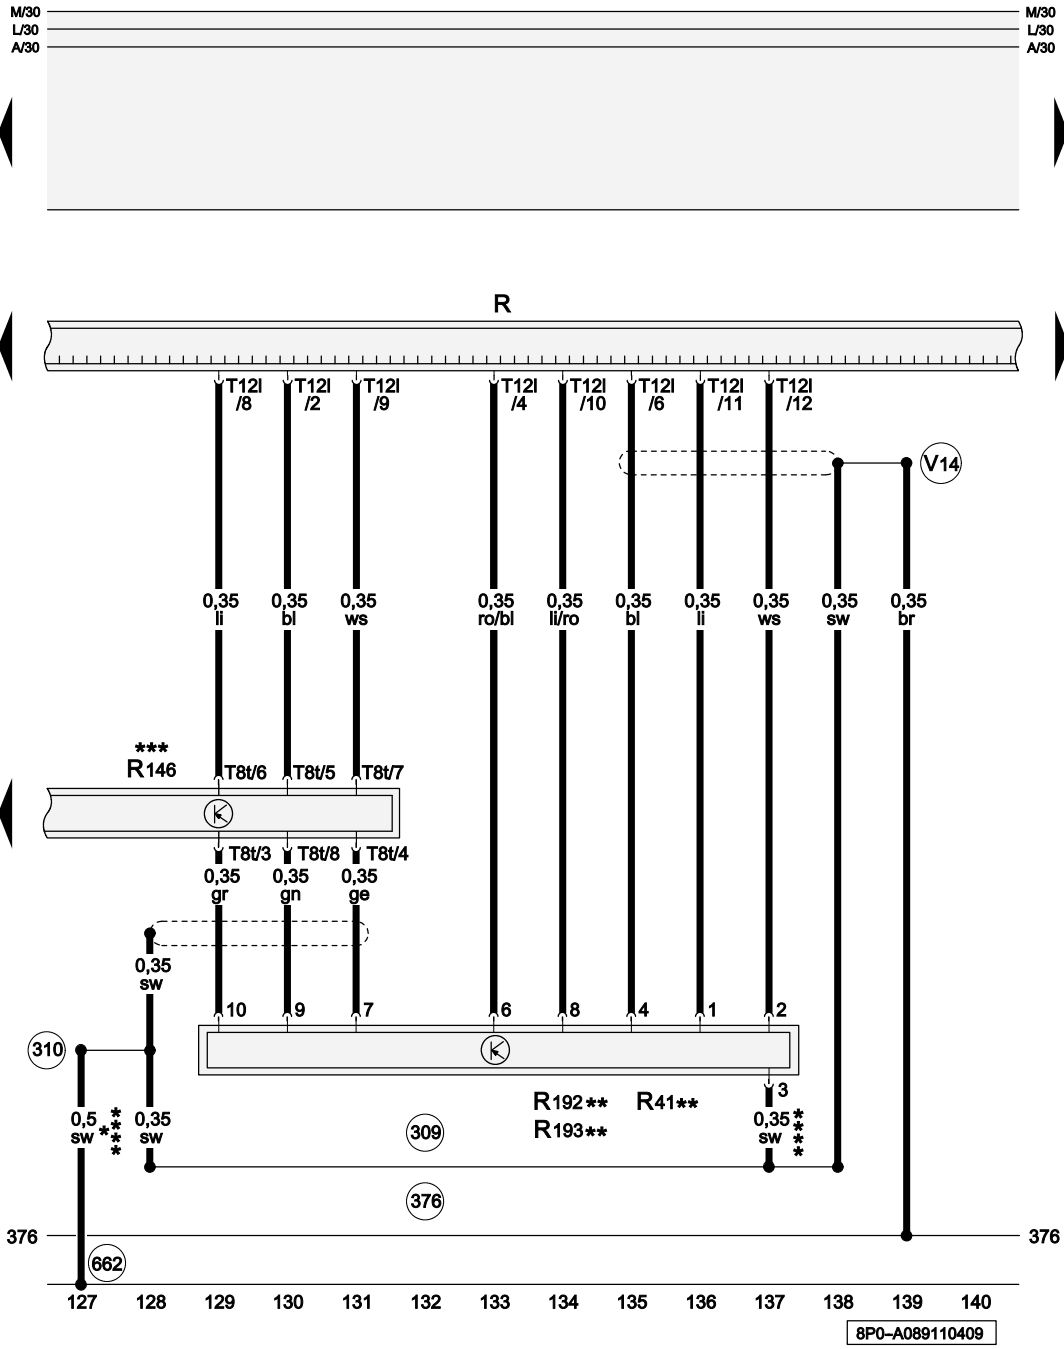 M/30 M/30
L/30 L/30
A/30 A/30
R
T12l T12l T12l T12l T12l T12l T12l T12l
/8 /2 /9 /4 /10 /6 /11 /12
V14
0,35 0,35 0,35 0,35 0,35 0,35 0,35 0,35 0,35 0,35
li bl ws ro/bl li/ro bl li ws sw br
***
R146 T8t/6 T8t/5 T8t/7
T8t/3 T8t/8 T8t/4
0,35 0,35 0,35
gr gn ge
0,35
sw
10 9 7 6 8 4 1 2
310
3
R192** R41**
R193**
0,5 0,35 0,35
sw sw sw
*****
****
309
376
376 376
662
127 128 129 130 131 132 133 134 135 136 137 138 139 140
8P0-A089110409